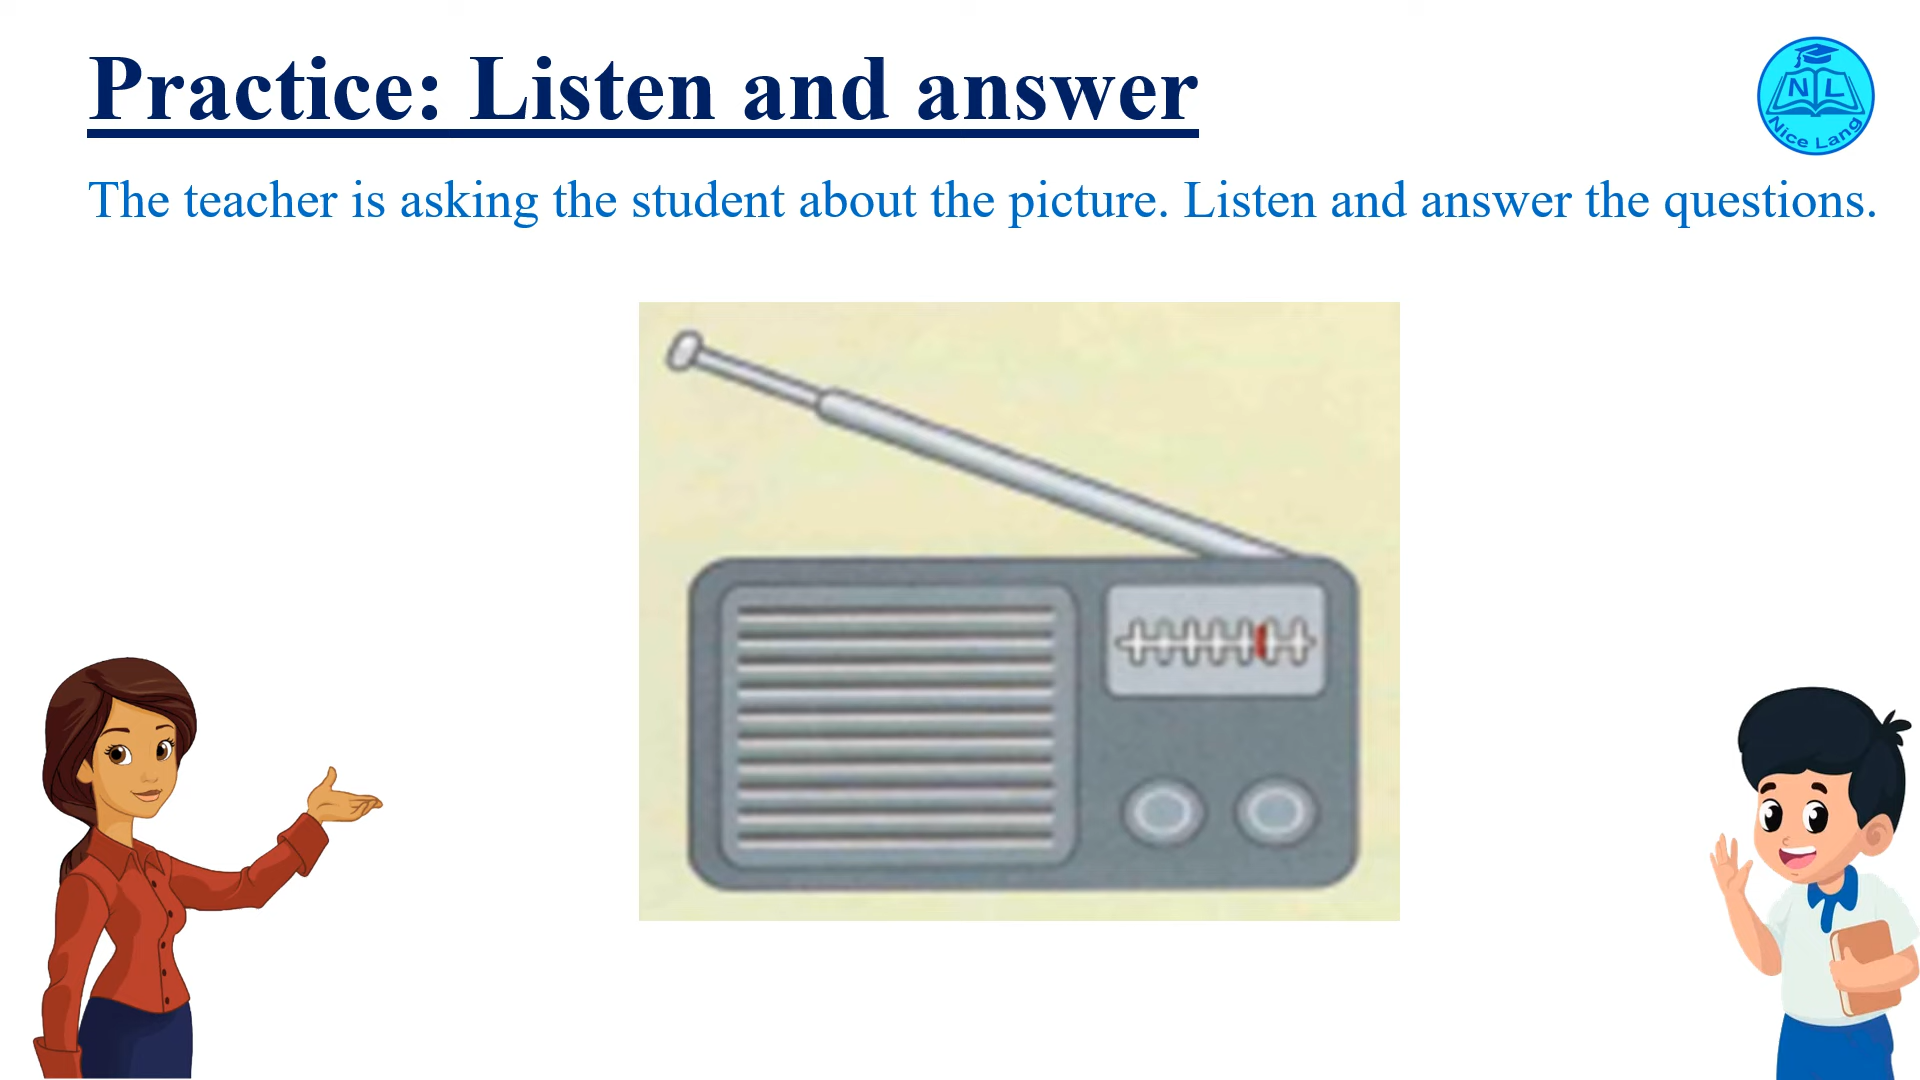 Practice: Listen and answer
The teacher is asking the student about the picture. Listen and answer the questions.
N L
Nice Lang